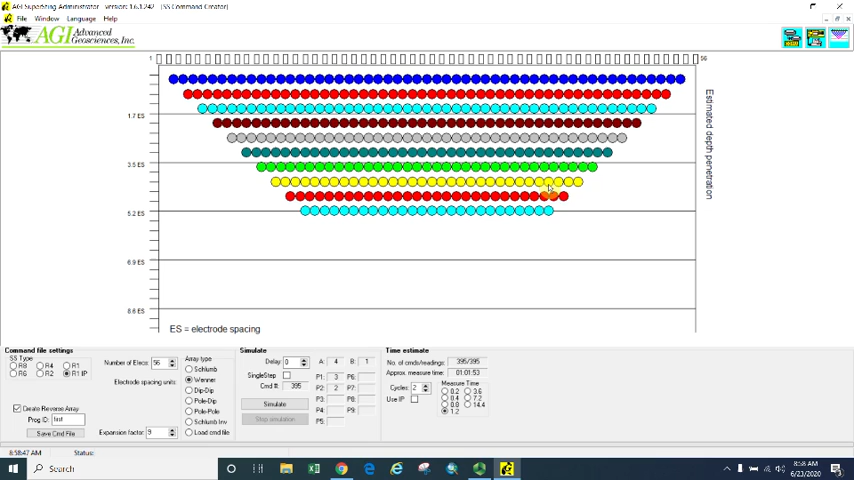 AGI SuperSting Administrator - version: 1.6.1.242 - [SS Command Creator]
File Window Language Help
AGI Advanced Geosciences, Inc.
1 56
1.7 ES
3.5 ES
5.2 ES
6.9 ES
8.6 ES
Estimated depth penetration
ES = electrode spacing
Command file settings
SS Type
R8 R4 R1
R6 R2 R1 IP
Create Reverse Array
Prog ID: test
Save Cmd File
Number of Elecs: 56
Electrode spacing units:
Expansion factor: 9
Array type
Schlumb
Wenner
Dip-Dip
Pole-Dip
Pole-Pole
Schlumb Inv
Load cmd file
Simulate
Delay: 0
SingleStep
Cmd #: 395
Simulate
Stop simulation
A: 4 B: 1
P1: 3 P6:
P2: 2 P7:
P3: P8:
P4: P9:
P5:
Time estimate
No. of cmds/readings: 395/395
Approx. measure time: 01:01:53
Cycles: 2
Use IP
Measure Time
0.2 3.6
0.4 7.2
0.8 14.4
1.2
8:58:47 AM Status:
Search
8:58 AM
6/23/2020